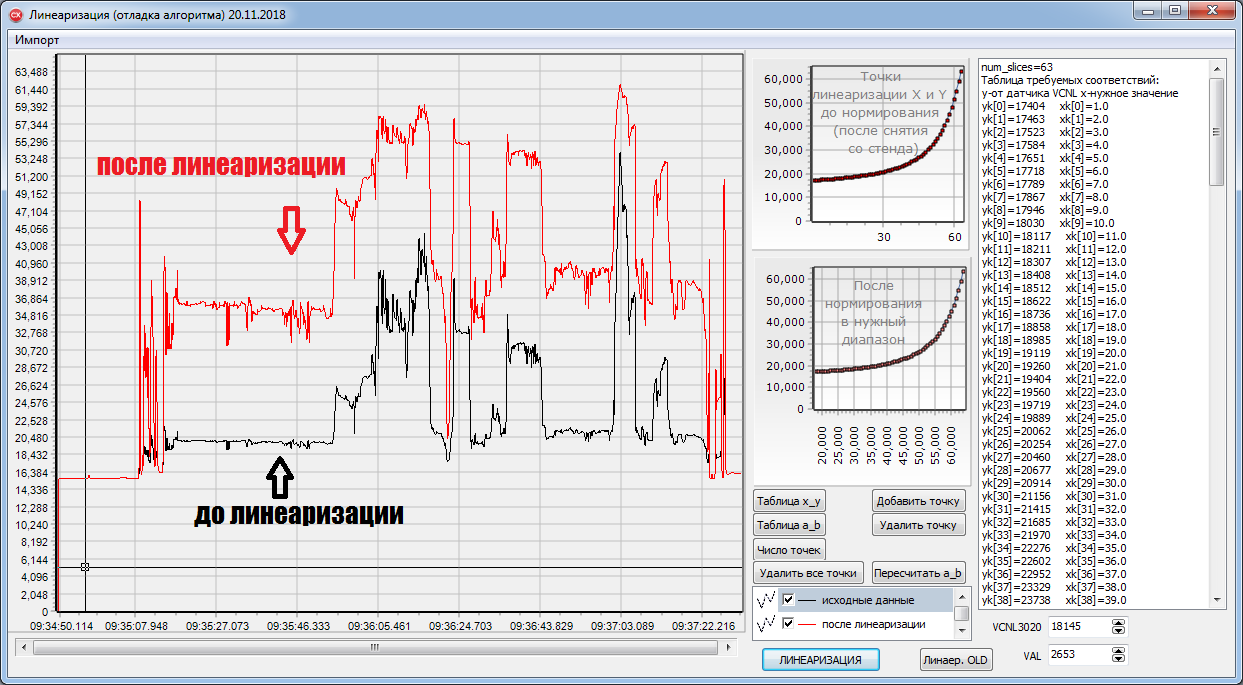 Линеаризация (отладка алгоритма) 20.11.2018
Импорт
63,488
61,440
59,392
57,344
55,296
53,248
51,200
49,152
47,104
45,056
43,008
40,960
38,912
36,864
34,816
32,768
30,720
28,672
26,624
24,576
22,528
20,480
18,432
16,384
14,336
12,288
10,240
8,192
6,144
4,096
2,048
0
после линеаризации
до линеаризации
09:34:50.114 09:35:07.948 09:35:27.073 09:35:46.333 09:36:05.461 09:36:24.703 09:36:43.829 09:37:03.089 09:37:22.216
60,000
50,000
40,000
30,000
20,000
10,000
0
Точки
линеаризации X и Y
до нормирования
(после снятия
со стенда)
30 60
60,000
50,000
40,000
30,000
20,000
10,000
0
После
нормирования
в нужный
диапазон
20,000 25,000 30,000 35,000 40,000 45,000 50,000 55,000 60,000
Таблица x_y Добавить точку
Таблица a_b Удалить точку
Число точек
Удалить все точки Пересчитать a_b
исходные данные
после линеаризации
ЛИНЕАРИЗАЦИЯ Линаер. OLD
num_slices=63
Таблица требуемых соответствий:
y-от датчика VCNL x-нужное значение
yk[0]=17404 xk[0]=1.0
yk[1]=17463 xk[1]=2.0
yk[2]=17523 xk[2]=3.0
yk[3]=17584 xk[3]=4.0
yk[4]=17651 xk[4]=5.0
yk[5]=17718 xk[5]=6.0
yk[6]=17789 xk[6]=7.0
yk[7]=17867 xk[7]=8.0
yk[8]=17946 xk[8]=9.0
yk[9]=18030 xk[9]=10.0
yk[10]=18117 xk[10]=11.0
yk[11]=18211 xk[11]=12.0
yk[12]=18307 xk[12]=13.0
yk[13]=18408 xk[13]=14.0
yk[14]=18512 xk[14]=15.0
yk[15]=18622 xk[15]=16.0
yk[16]=18736 xk[16]=17.0
yk[17]=18858 xk[17]=18.0
yk[18]=18985 xk[18]=19.0
yk[19]=19119 xk[19]=20.0
yk[20]=19260 xk[20]=21.0
yk[21]=19404 xk[21]=22.0
yk[22]=19560 xk[22]=23.0
yk[23]=19719 xk[23]=24.0
yk[24]=19889 xk[24]=25.0
yk[25]=20062 xk[25]=26.0
yk[26]=20254 xk[26]=27.0
yk[27]=20460 xk[27]=28.0
yk[28]=20677 xk[28]=29.0
yk[29]=20914 xk[29]=30.0
yk[30]=21156 xk[30]=31.0
yk[31]=21415 xk[31]=32.0
yk[32]=21685 xk[32]=33.0
yk[33]=21970 xk[33]=34.0
yk[34]=22276 xk[34]=35.0
yk[35]=22602 xk[35]=36.0
yk[36]=22952 xk[36]=37.0
yk[37]=23329 xk[37]=38.0
yk[38]=23738 xk[38]=39.0
VCNL3020 18145
VAL 2653